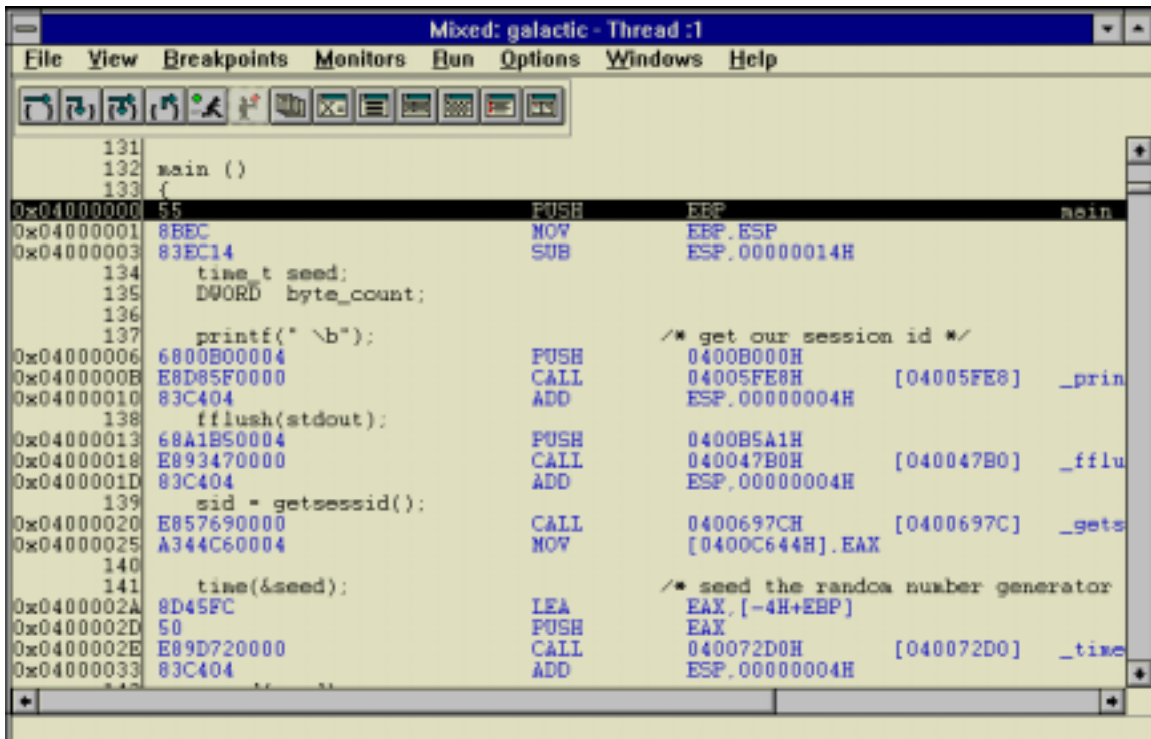 Mixed: galactic - Thread :1
File View Breakpoints Monitors Run Options Windows Help
131
132 main ()
133 {
0x04000000 55 PUSH EBP main
0x04000001 8BEC MOV EBP,ESP
0x04000003 83EC14 SUB ESP,00000014H
134 time_t seed;
135 DWORD byte_count;
136
137 printf(" \b"); /* get our session id */
0x04000006 6800B00004 PUSH 0400B000H
0x0400000B E8D85F0000 CALL 04005FE8H [04005FE8] _prin
0x04000010 83C404 ADD ESP,00000004H
138 fflush(stdout);
0x04000013 68A1B50004 PUSH 0400B5A1H
0x04000018 E893470000 CALL 040047B0H [040047B0] _fflu
0x0400001D 83C404 ADD ESP,00000004H
139 sid = getsessid();
0x04000020 E857690000 CALL 0400697CH [0400697C] _gets
0x04000025 A344C60004 MOV [0400C644H],EAX
140
141 time(&seed); /* seed the random number generator
0x0400002A 8D45FC LEA EAX,[-4H+EBP]
0x0400002D 50 PUSH EAX
0x0400002E E89D720000 CALL 040072D0H [040072D0] _time
0x04000033 83C404 ADD ESP,00000004H